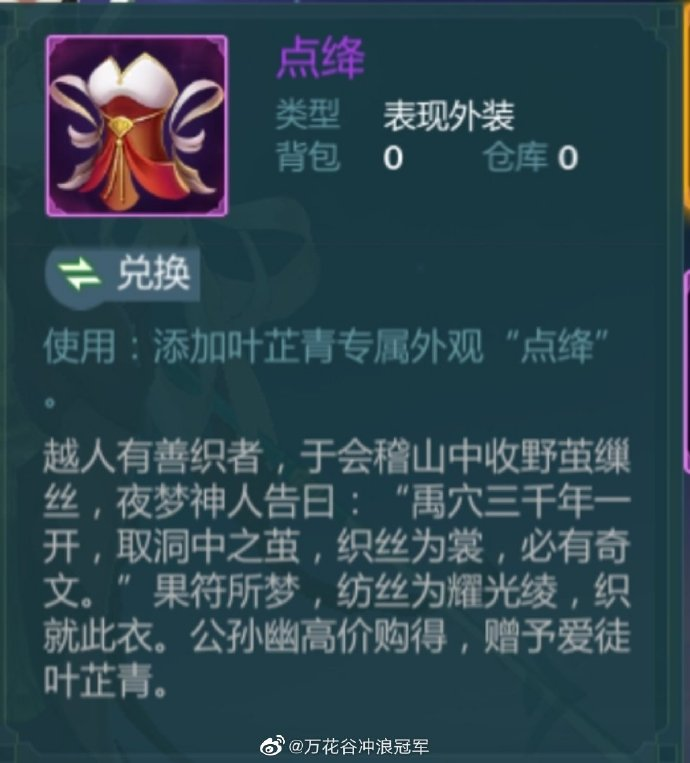 点绛
类型 表现外装
背包 0 仓库 0
兑换
使用：添加叶芷青专属外观“点绛”
。
越人有善织者，于会稽山中收野茧缫
丝，夜梦神人告曰：“禹穴三千年一
开，取洞中之茧，织丝为裳，必有奇
文。”果符所梦，纺丝为耀光绫，织
就此衣。公孙幽高价购得，赠予爱徒
叶芷青。
@万花谷冲浪冠军